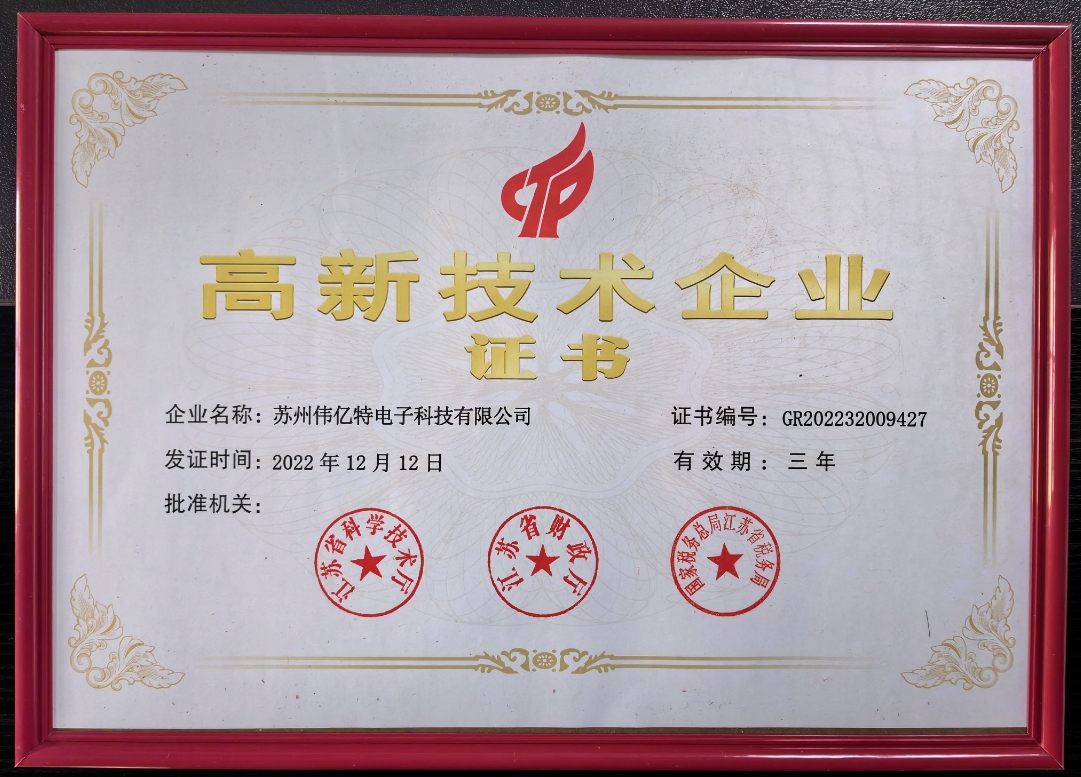 CTP
高新技术企业
证书
企业名称：苏州伟亿特电子科技有限公司
证书编号：GR202232009427
发证时间：2022年12月12日
有效期：三年
批准机关：
江苏省科学技术厅
江苏省财政厅
国家税务总局江苏省税务局